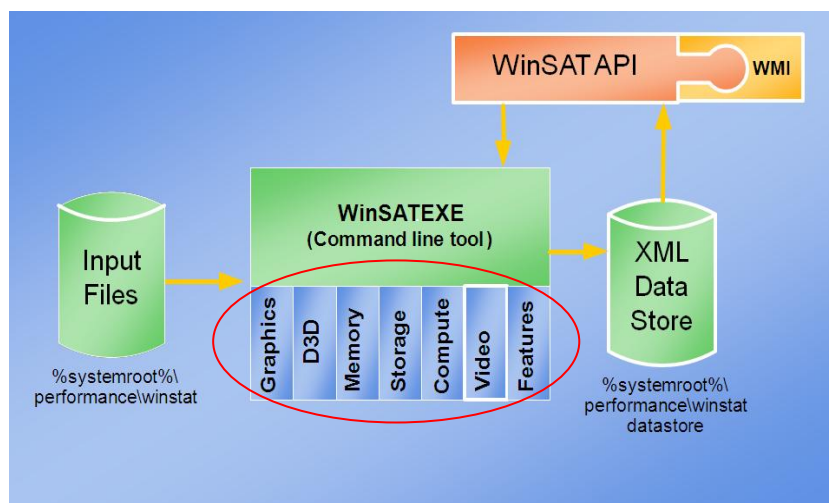 WinSAT API
WMI
WinSATEXE
(Command line tool)
Input
Files
%systemroot%\
performance\winstat
Graphics
D3D
Memory
Storage
Compute
Video
Features
XML
Data
Store
%systemroot%\
performance\winstat
datastore